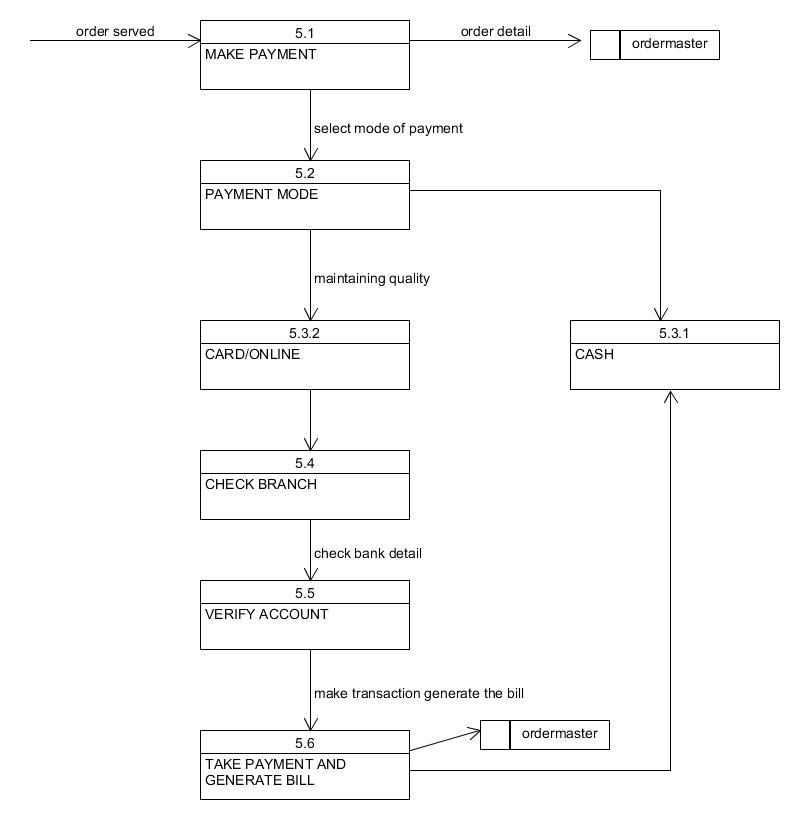 order served
5.1
MAKE PAYMENT
order detail
ordermaster
select mode of payment
5.2
PAYMENT MODE
maintaining quality
5.3.2
CARD/ONLINE
5.3.1
CASH
5.4
CHECK BRANCH
check bank detail
5.5
VERIFY ACCOUNT
make transaction generate the bill
5.6
TAKE PAYMENT AND
GENERATE BILL
ordermaster